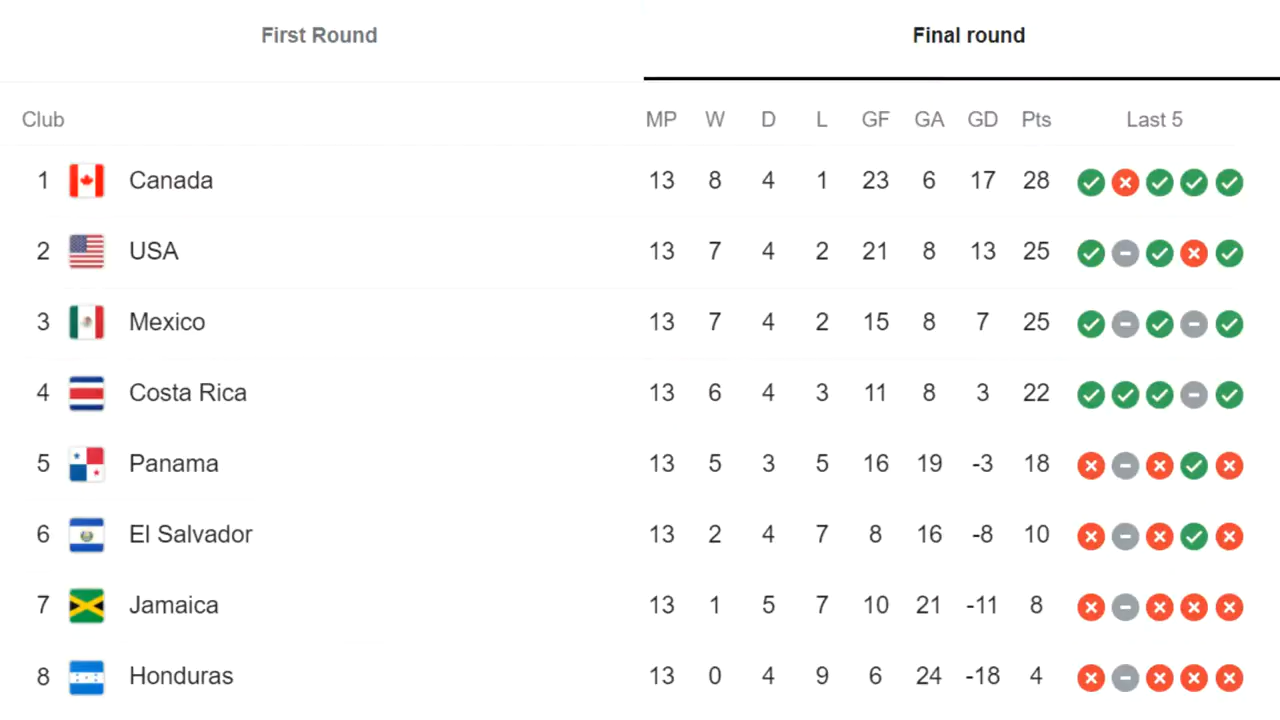 First Round Final round
Club MP W D L GF GA GD Pts Last 5
1 Canada 13 8 4 1 23 6 17 28
2 USA 13 7 4 2 21 8 13 25
3 Mexico 13 7 4 2 15 8 7 25
4 Costa Rica 13 6 4 3 11 8 3 22
5 Panama 13 5 3 5 16 19 -3 18
6 El Salvador 13 2 4 7 8 16 -8 10
7 Jamaica 13 1 5 7 10 21 -11 8
8 Honduras 13 0 4 9 6 24 -18 4